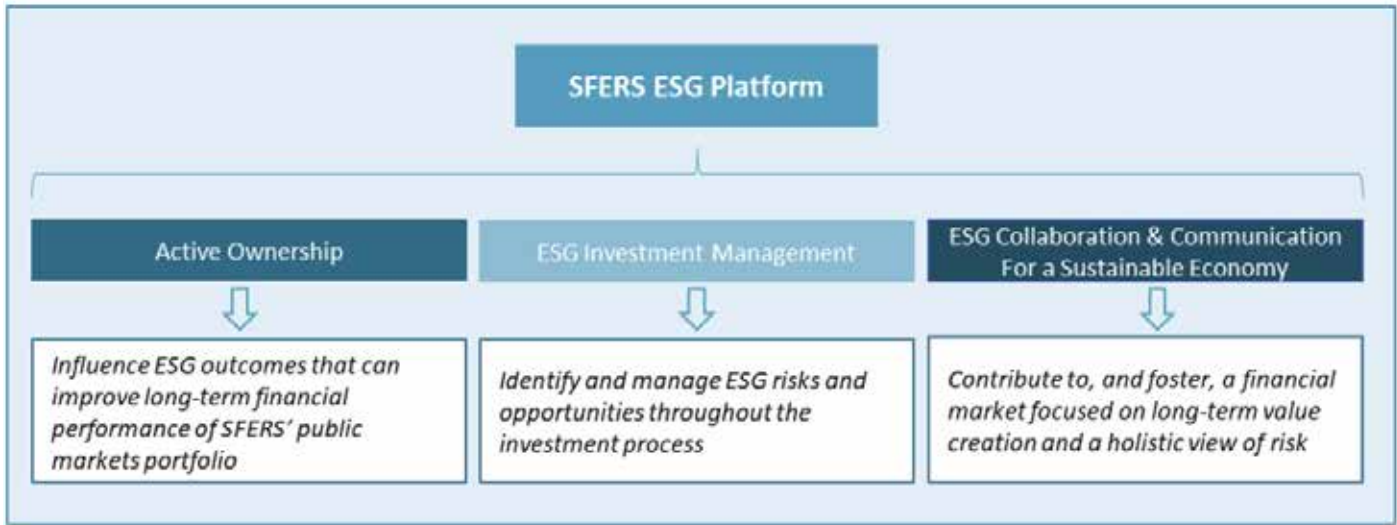 SFERS ESG Platform
Active Ownership
ESG Investment Management
ESG Collaboration & Communication
For a Sustainable Economy
Influence ESG outcomes that can
improve long-term financial
performance of SFERS’ public
markets portfolio
Identify and manage ESG risks and
opportunities throughout the
investment process
Contribute to, and foster, a financial
market focused on long-term value
creation and a holistic view of risk